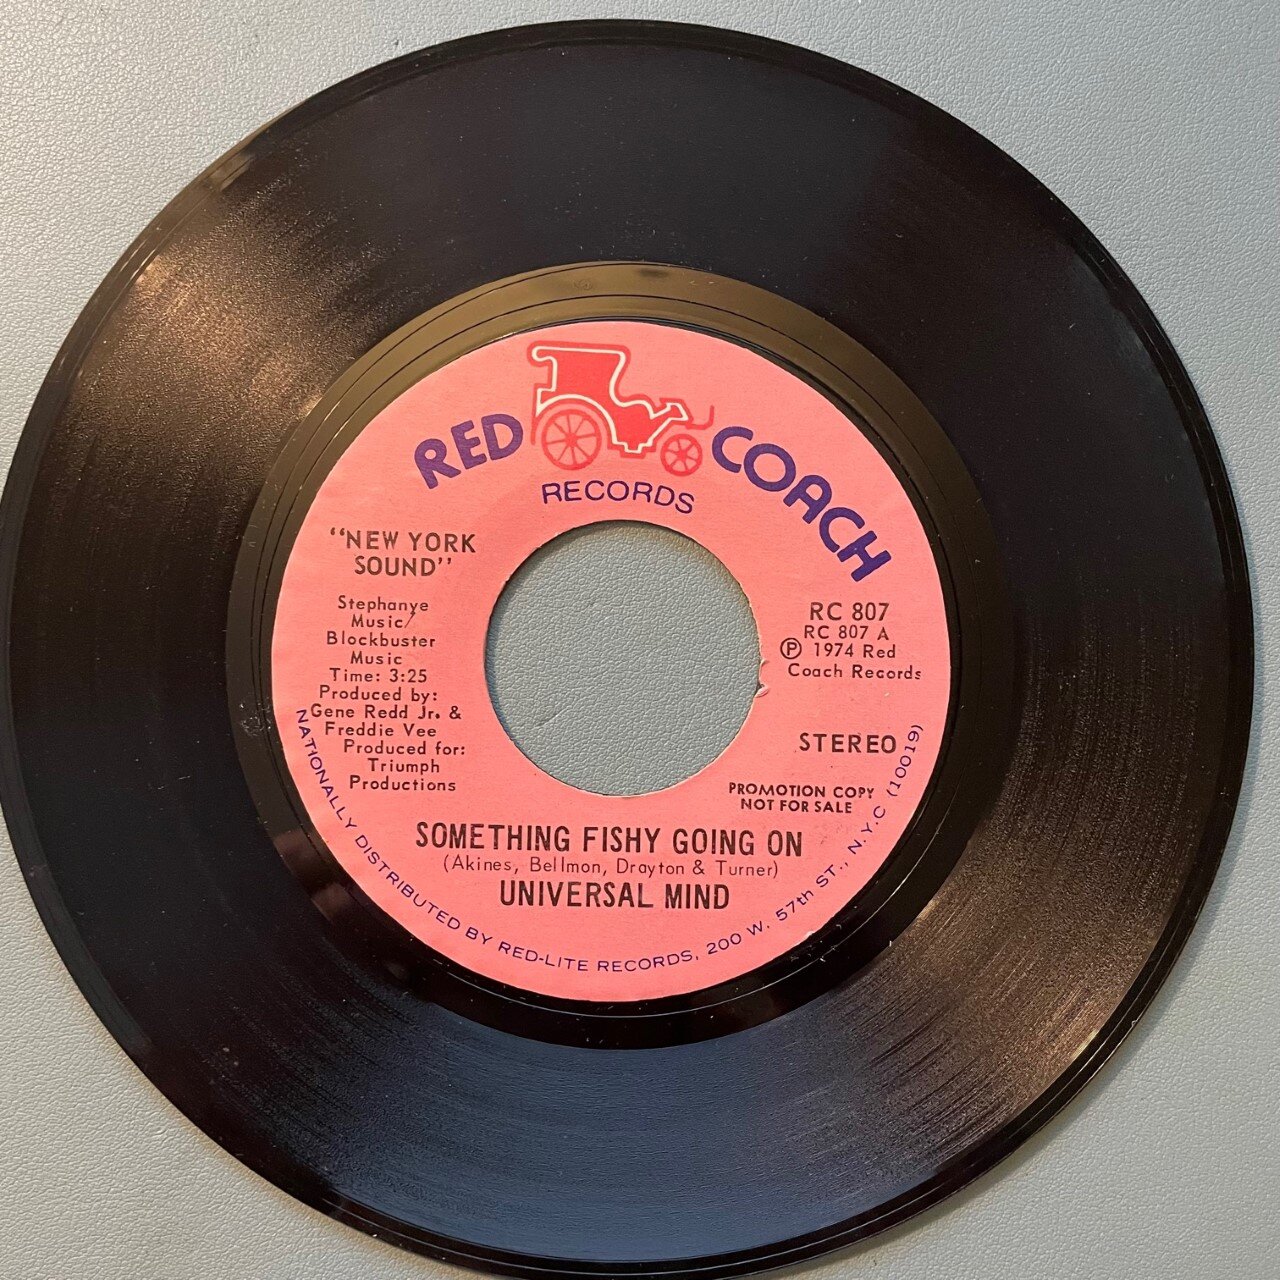 RED COACH
RECORDS
"NEW YORK
SOUND"
Stephanye
Music/
Blockbuster
Music
Time: 3:25
Produced by:
Gene Redd Jr. &
Freddie Vee
Produced for:
Triumph
Productions
RC 807
RC 807 A
Ⓟ 1974 Red
Coach Records
STEREO
PROMOTION COPY
NOT FOR SALE
SOMETHING FISHY GOING ON
(Akines, Bellmon, Drayton & Turner)
UNIVERSAL MIND
NATIONALLY DISTRIBUTED BY RED-LITE RECORDS, 200 W. 57th ST., N.Y.C (10019)